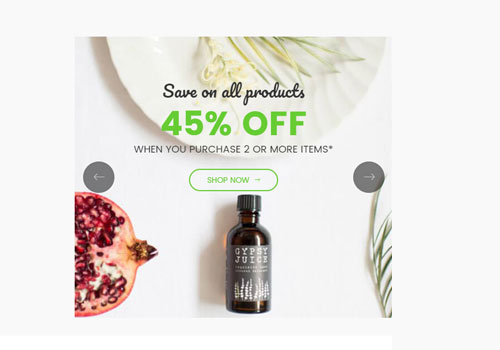 Save on all products
45% OFF
WHEN YOU PURCHASE 2 OR MORE ITEMS*
SHOP NOW →
GYPSY
JUICE